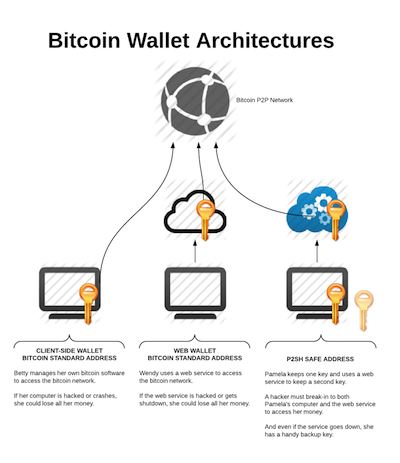 Bitcoin Wallet Architectures
Bitcoin P2P Network
CLIENT-SIDE WALLET
BITCOIN STANDARD ADDRESS
Betty manages her own bitcoin software
to access the bitcoin network.
If her computer is hacked or crashes,
she could lose all her money.
WEB WALLET
BITCOIN STANDARD ADDRESS
Wendy uses a web service to access
the bitcoin network.
If the web service is hacked or gets
shutdown, she could lose all her money.
P2SH SAFE ADDRESS
Pamela keeps one key and uses a web
service to keep a second key.
A hacker must break-in to both
Pamela's computer and the web service
to access her money.
And even if the service goes down, she
has a handy backup key.